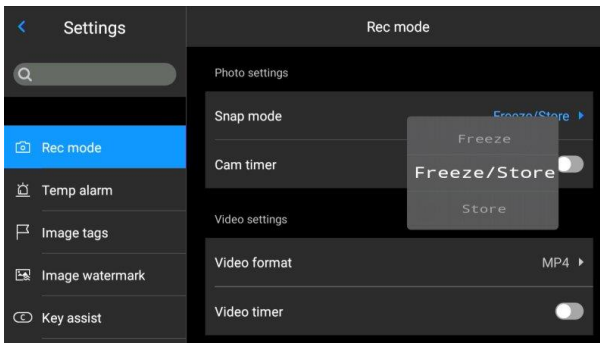 Settings
Rec mode
Temp alarm
Image tags
Image watermark
Key assist
Rec mode
Photo settings
Snap mode
Freeze/Store
Cam timer
Freeze
Freeze/Store
Store
Video settings
Video format
MP4
Video timer